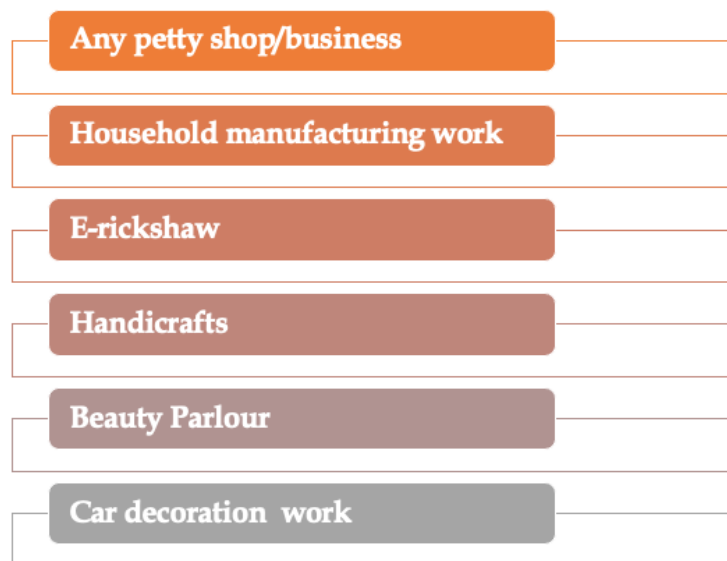 Any petty shop/business
Household manufacturing work
E-rickshaw
Handicrafts
Beauty Parlour
Car decoration  work